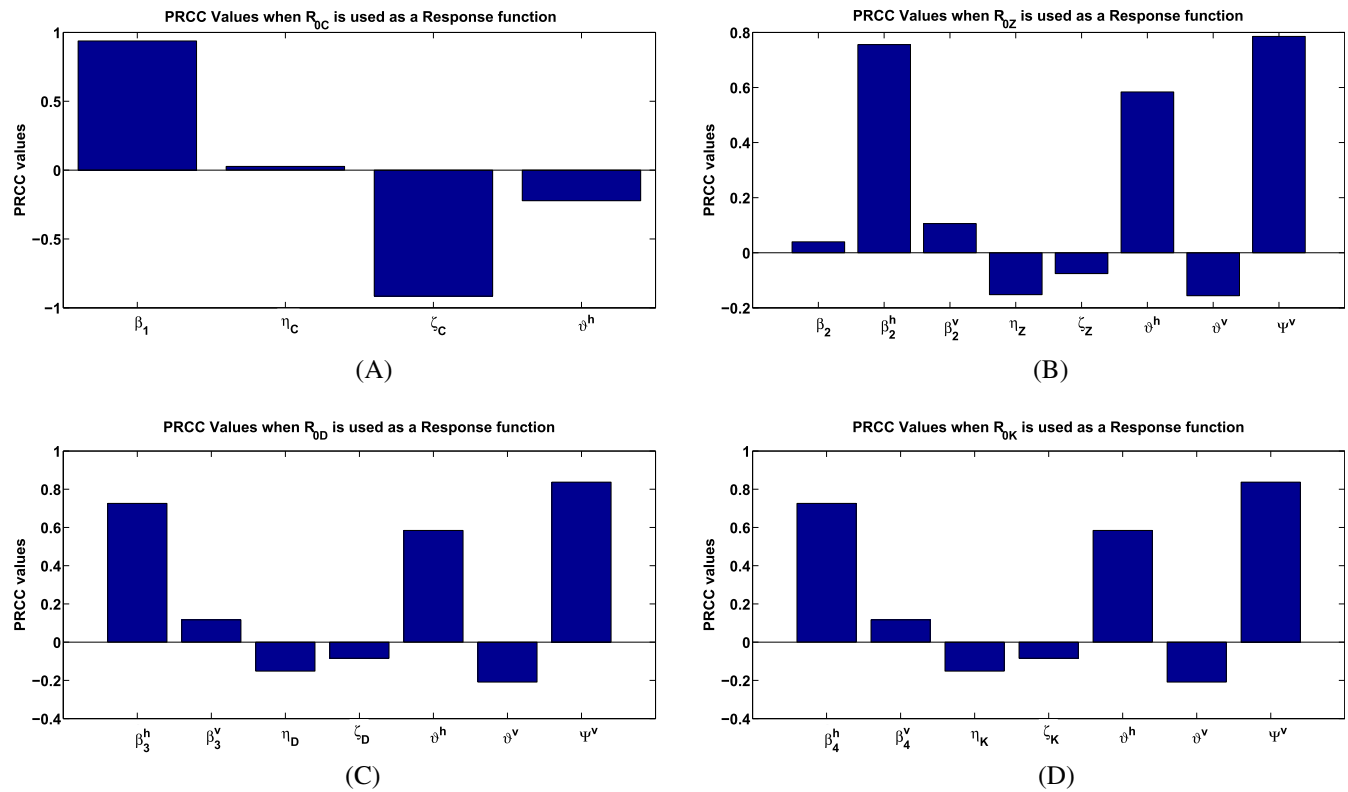 PRCC Values when R0C is used as a Response function
PRCC values
1
0.5
0
−0.5
−1
β1
ηC
ζC
ϑh
(A)
PRCC Values when R0Z is used as a Response function
PRCC values
0.8
0.6
0.4
0.2
0
−0.2
β2
β2h
β2v
ηZ
ζZ
ϑh
ϑv
Ψv
(B)
PRCC Values when R0D is used as a Response function
PRCC values
1
0.8
0.6
0.4
0.2
0
−0.2
−0.4
β3h
β3v
ηD
ζD
ϑh
ϑv
Ψv
(C)
PRCC Values when R0K is used as a Response function
PRCC values
1
0.8
0.6
0.4
0.2
0
−0.2
−0.4
β4h
β4v
ηK
ζK
ϑh
ϑv
Ψv
(D)